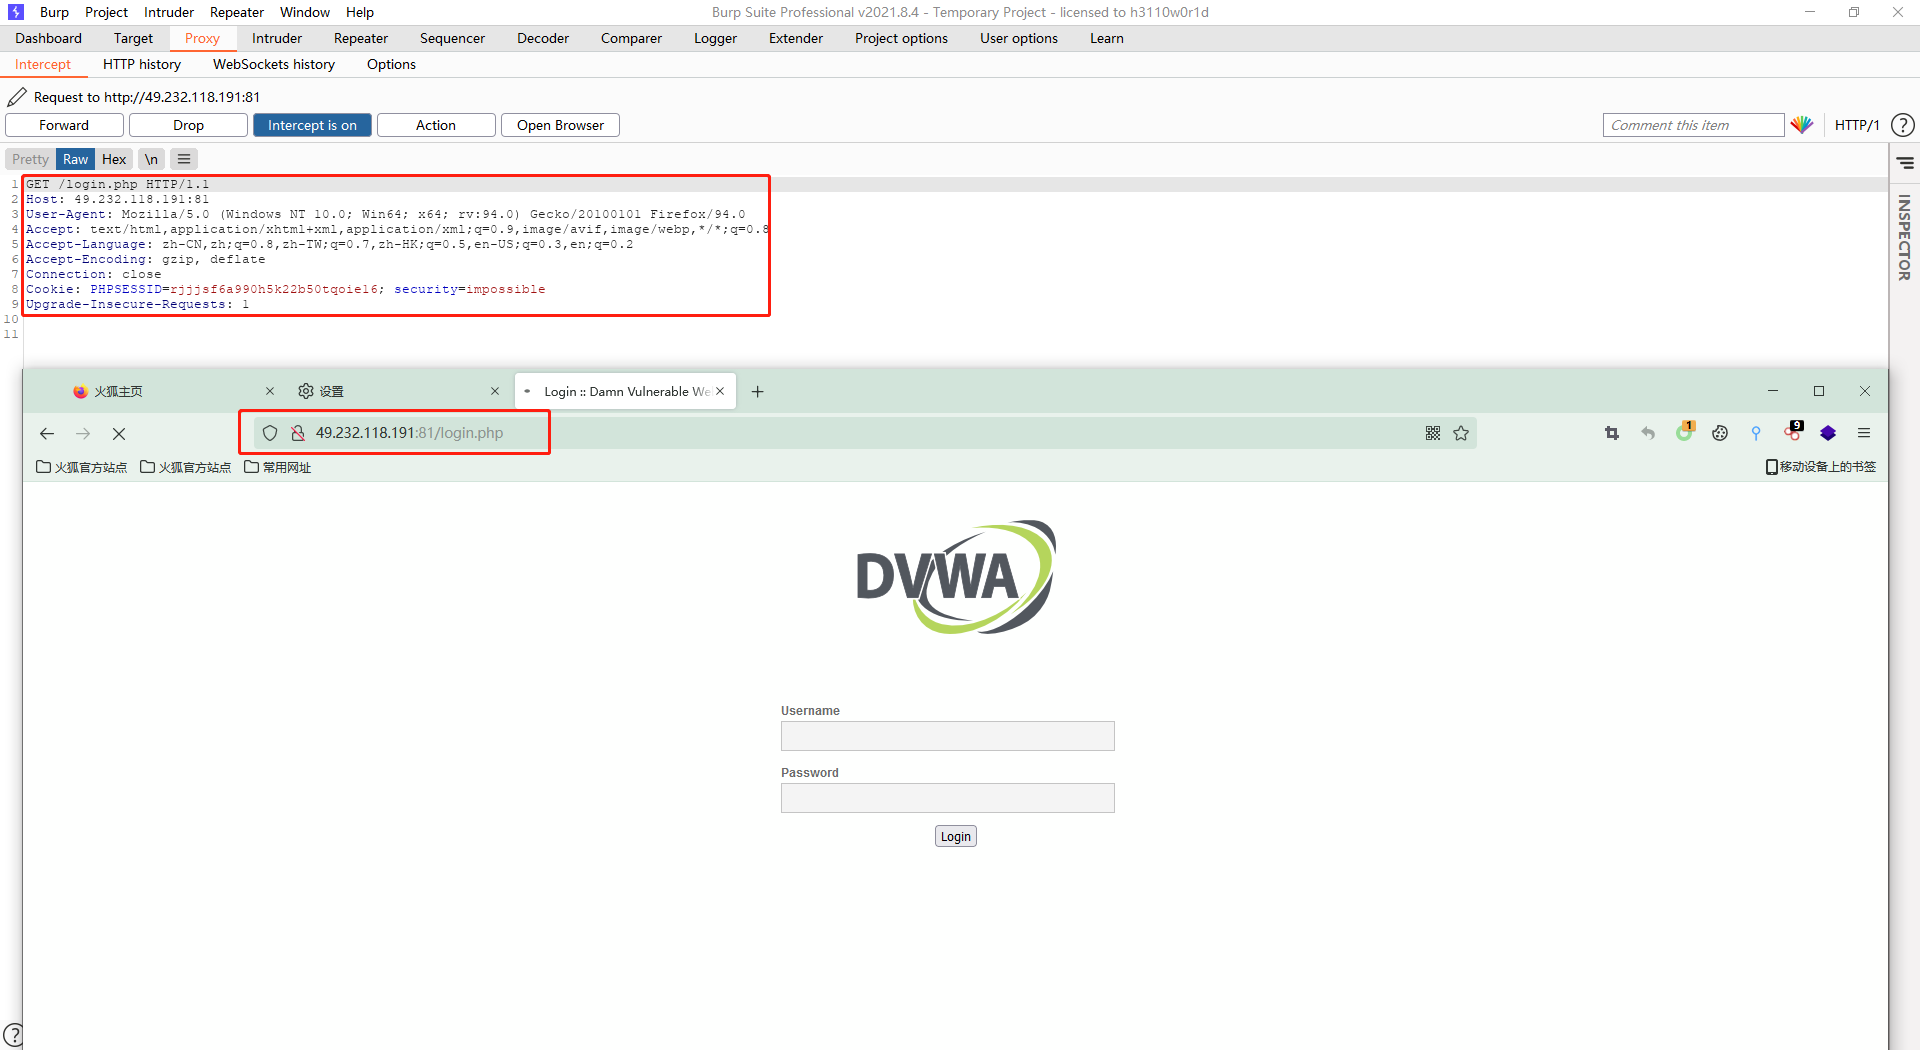 Burp Project Intruder Repeater Window Help
Burp Suite Professional v2021.8.4 - Temporary Project - licensed to h3110w0r1d
Dashboard Target Proxy Intruder Repeater Sequencer Decoder Comparer Logger Extender Project options User options Learn
Intercept HTTP history WebSockets history Options
Request to http://49.232.118.191:81
Forward Drop Intercept is on Action Open Browser Comment this item HTTP/1 ?
Pretty Raw Hex \n
INSPECTOR
1 GET /login.php HTTP/1.1
2 Host: 49.232.118.191:81
3 User-Agent: Mozilla/5.0 (Windows NT 10.0; Win64; x64; rv:94.0) Gecko/20100101 Firefox/94.0
4 Accept: text/html,application/xhtml+xml,application/xml;q=0.9,image/avif,image/webp,*/*;q=0.8
5 Accept-Language: zh-CN,zh;q=0.8,zh-TW;q=0.7,zh-HK;q=0.5,en-US;q=0.3,en;q=0.2
6 Accept-Encoding: gzip, deflate
7 Connection: close
8 Cookie: PHPSESSID=rjjjsf6a990h5k22b50tqoie16; security=impossible
9 Upgrade-Insecure-Requests: 1
10
11
火狐主页 设置 Login :: Damn Vulnerable We
49.232.118.191:81/login.php 1 9
火狐官方站点 火狐官方站点 常用网址 移动设备上的书签
DVWA
Username
Password
Login
?